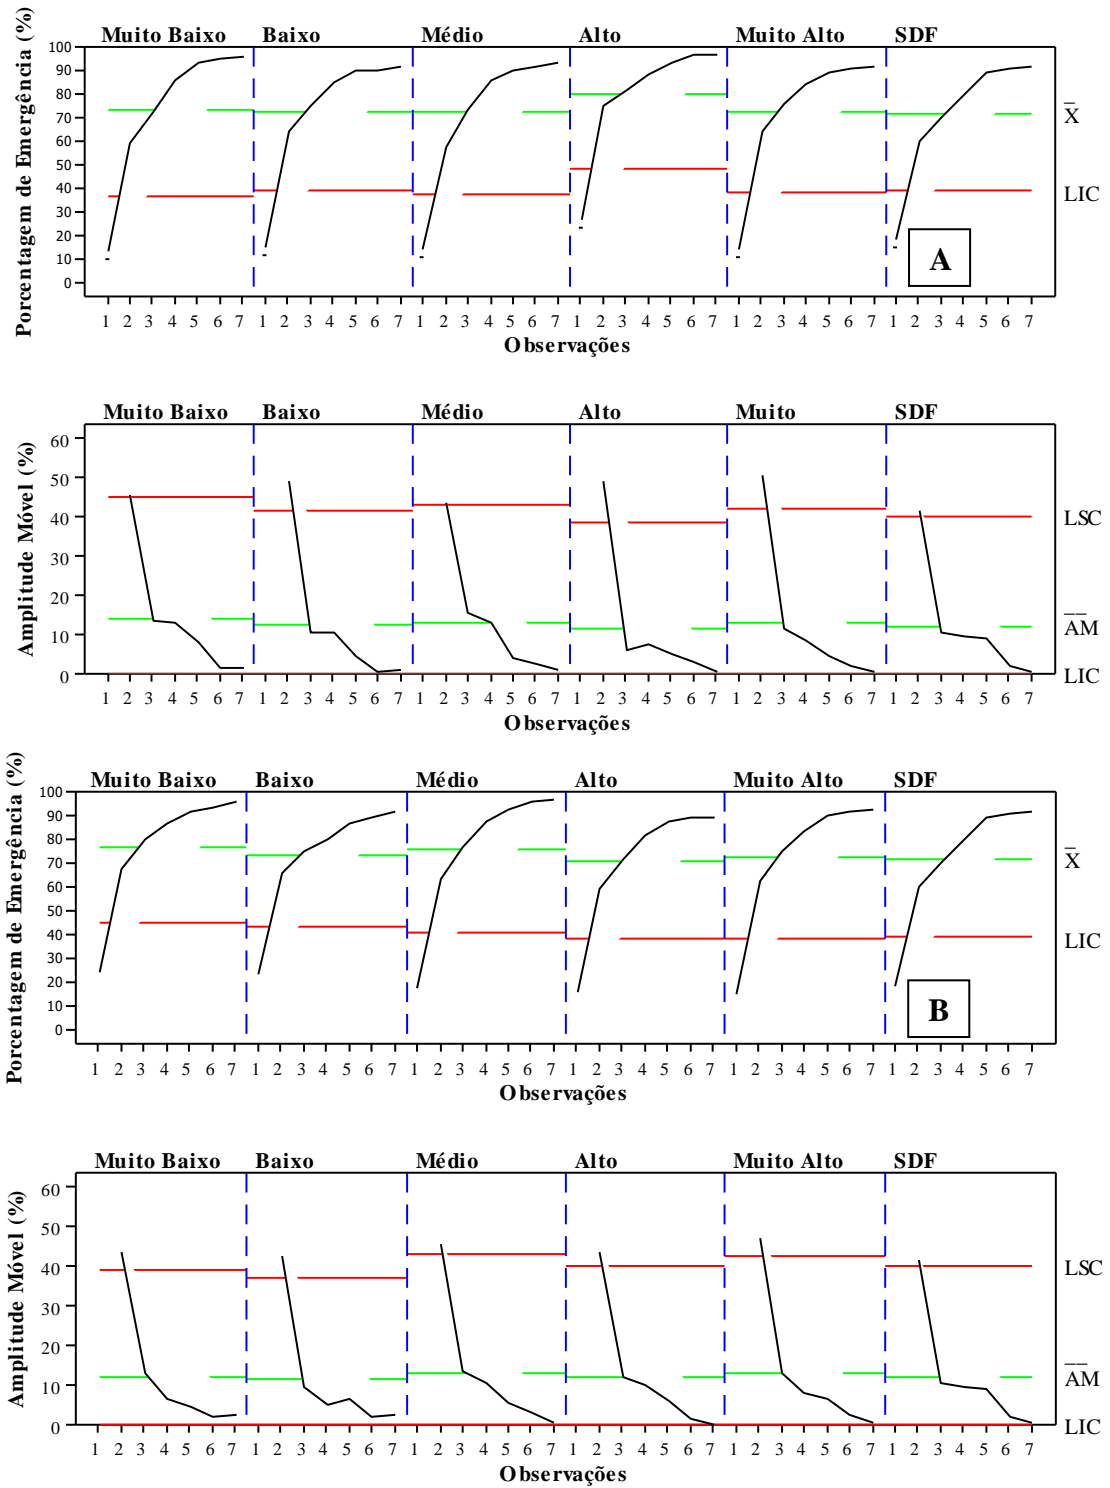 Muito Baixo Baixo Médio Alto Muito Alto SDF
Porcentagem de Emergência (%)
100
90
80
70
60
50
40
30
20
10
0
X
LIC
A
1 2 3 4 5 6 7 1 2 3 4 5 6 7 1 2 3 4 5 6 7 1 2 3 4 5 6 7 1 2 3 4 5 6 7 1 2 3 4 5 6 7
Observações
Muito Baixo Baixo Médio Alto Muito SDF
Amplitude Móvel (%)
60
50
40
30
20
10
0
LSC
AM
LIC
1 2 3 4 5 6 7 1 2 3 4 5 6 7 1 2 3 4 5 6 7 1 2 3 4 5 6 7 1 2 3 4 5 6 7 1 2 3 4 5 6 7
Observações
Muito Baixo Baixo Médio Alto Muito Alto SDF
Porcentagem de Emergência (%)
100
90
80
70
60
50
40
30
20
10
0
X
LIC
B
1 2 3 4 5 6 7 1 2 3 4 5 6 7 1 2 3 4 5 6 7 1 2 3 4 5 6 7 1 2 3 4 5 6 7 1 2 3 4 5 6 7
Observações
Muito Baixo Baixo Médio Alto Muito Alto SDF
Amplitude Móvel (%)
60
50
40
30
20
10
0
LSC
AM
LIC
1 2 3 4 5 6 7 1 2 3 4 5 6 7 1 2 3 4 5 6 7 1 2 3 4 5 6 7 1 2 3 4 5 6 7 1 2 3 4 5 6 7
Observações